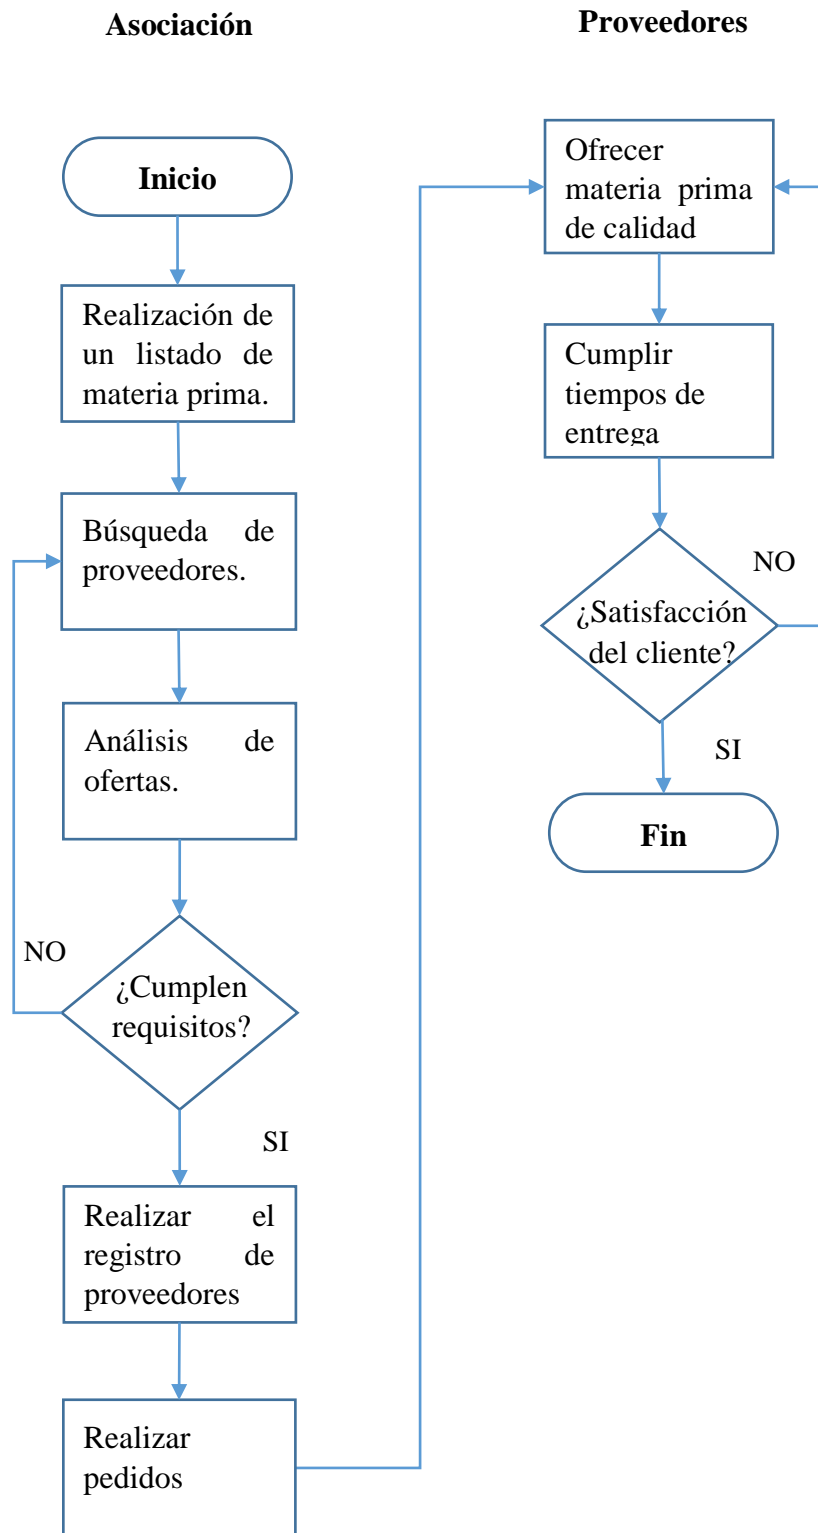 Asociación
Inicio
Realización de
un listado de
materia prima.
Búsqueda de
proveedores.
Análisis de
ofertas.
NO
¿Cumplen
requisitos?
SI
Realizar el
registro de
proveedores
Realizar
pedidos
Proveedores
Ofrecer
materia prima
de calidad
Cumplir
tiempos de
entrega
NO
¿Satisfacción
del cliente?
SI
Fin